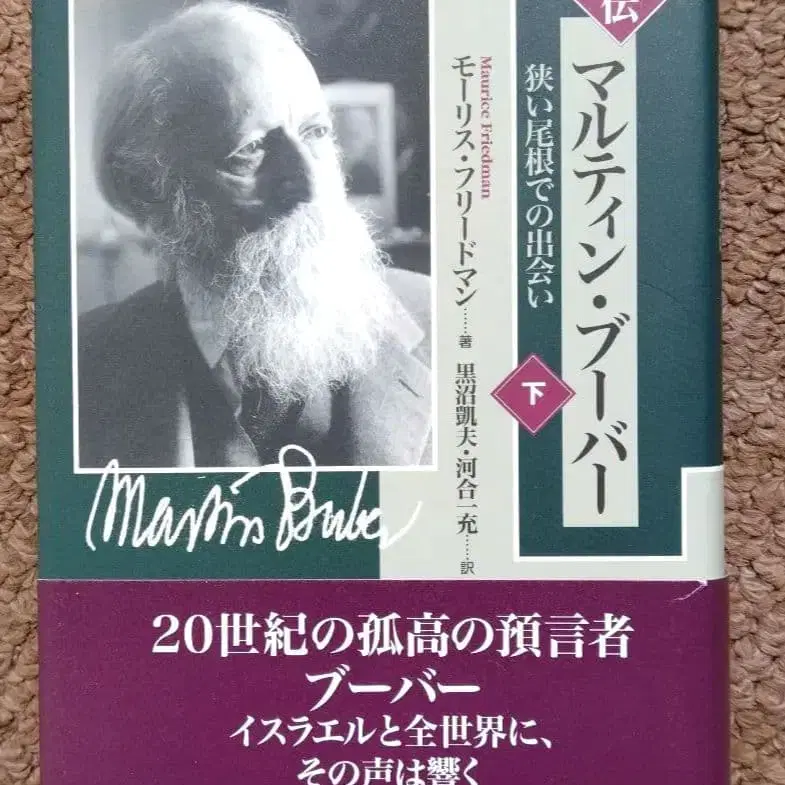 伝
マルティン・ブーバー
狭い尾根での出会い
下
Maurice Friedman
モーリス・フリードマン……著
黒沼凱夫・河合一充……訳
Martin Buber
20世紀の孤高の預言者
ブーバー
イスラエルと全世界に、
その声は響く